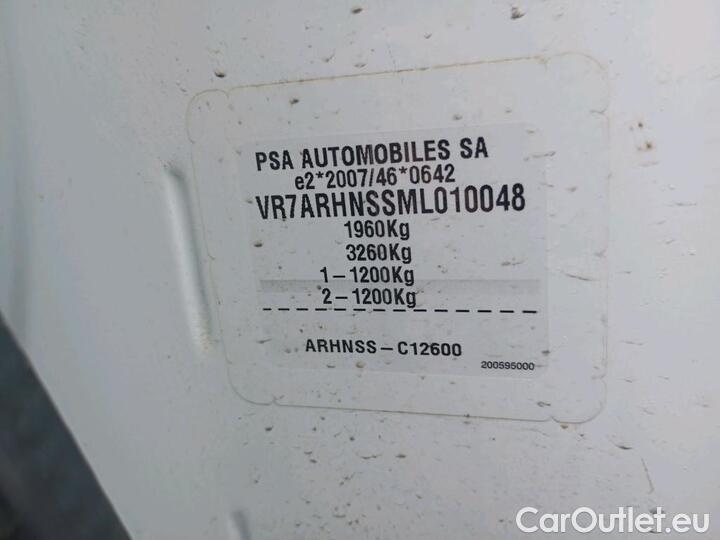 PSA AUTOMOBILES SA
e2*2007/46*0642
VR7ARHNSSML010048
1960Kg
3260Kg
1-1200Kg
2-1200Kg
ARHNSS-C12600
200595000
CarOutlet.eu